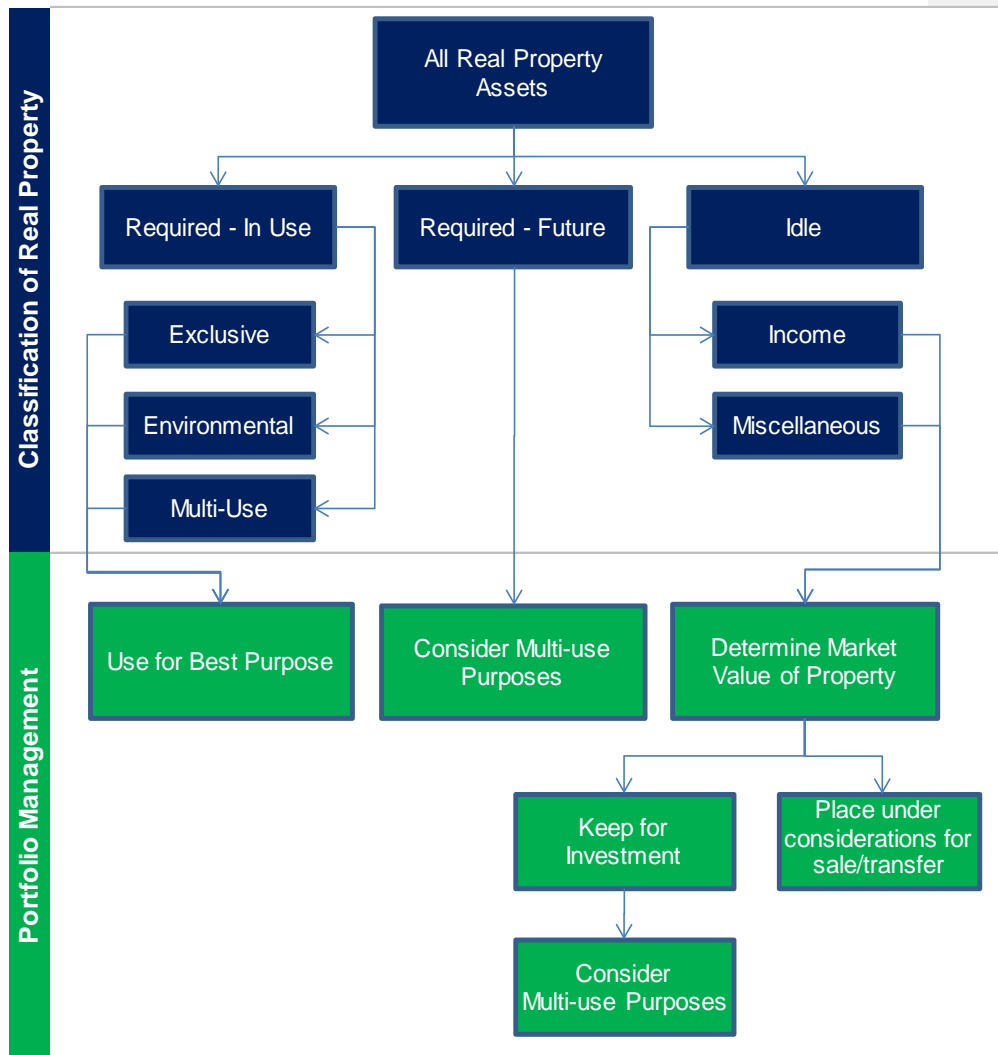 Classification of Real Property
All Real Property
Assets
Required - In Use
Required - Future
Idle
Exclusive
Income
Environmental
Miscellaneous
Multi-Use
Portfolio Management
Use for Best Purpose
Consider Multi-use
Purposes
Determine Market
Value of Property
Keep for
Investment
Place under
considerations for
sale/transfer
Consider
Multi-use Purposes